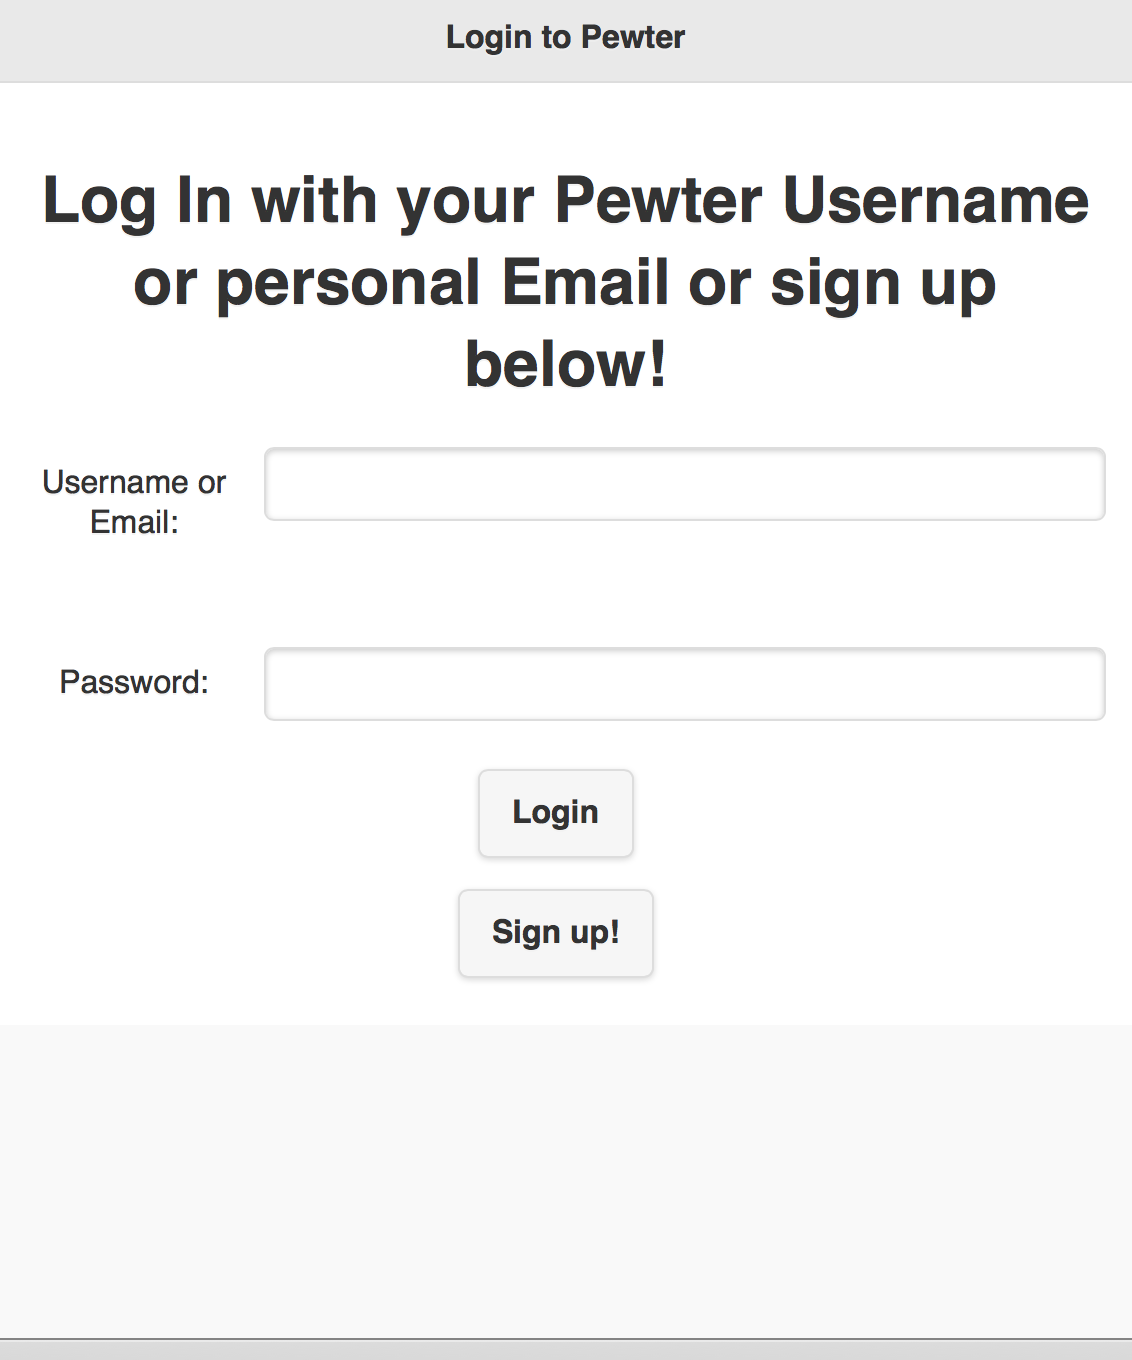 Login to Pewter
Log In with your Pewter Username
or personal Email or sign up
below!
Username or
Email:
Password:
Login
Sign up!